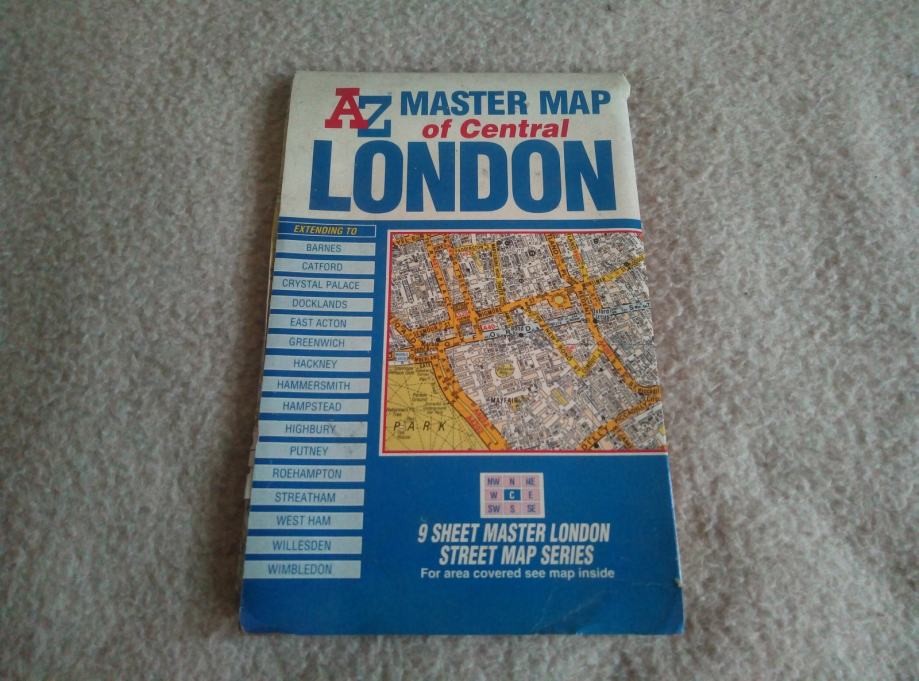 AZ MASTER MAP
of Central
LONDON
EXTENDING TO
BARNES
CATFORD
CRYSTAL PALACE
DOCKLANDS
EAST ACTON
GREENWICH
HACKNEY
HAMMERSMITH
HAMPSTEAD
HIGHBURY
PUTNEY
ROEHAMPTON
STREATHAM
WEST HAM
WILLESDEN
WIMBLEDON
A40
MAYFAIR
PARK
NW N NE
W C E
SW S SE
9 SHEET MASTER LONDON
STREET MAP SERIES
For area covered see map inside